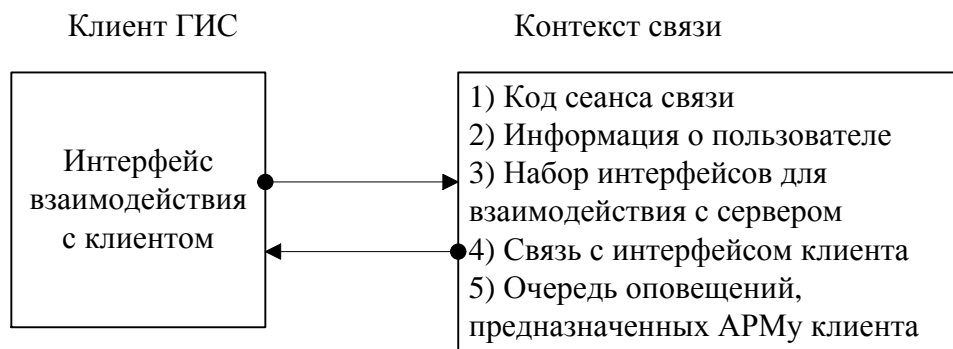 Клиент ГИС
Контекст связи
Интерфейс
взаимодействия
с клиентом
1) Код сеанса связи
2) Информация о пользователе
3) Набор интерфейсов для
взаимодействия с сервером
4) Связь с интерфейсом клиента
5) Очередь оповещений,
предназначенных АРМу клиента